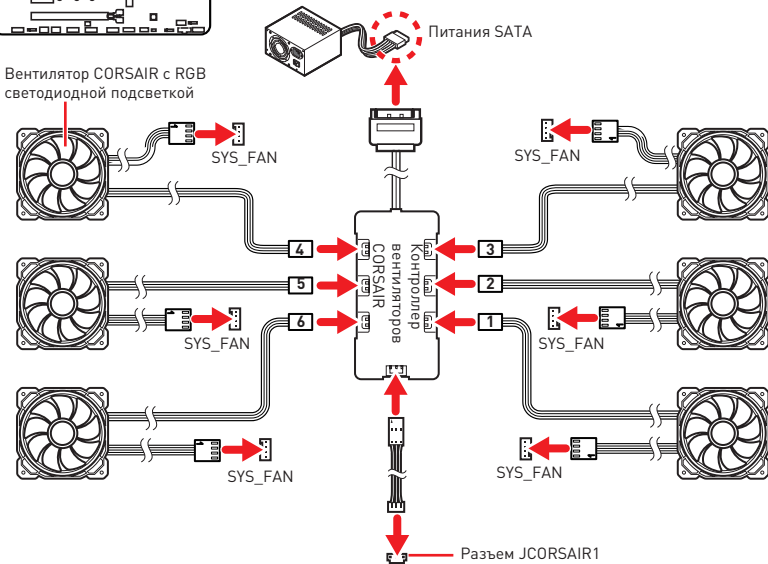 Питания SATA
Вентилятор CORSAIR с RGB
светодиодной подсветкой
SYS_FAN
SYS_FAN
4
3
5
2
6
1
Контроллер
вентиляторов
CORSAIR
SYS_FAN
SYS_FAN
SYS_FAN
SYS_FAN
Разъем JCORSAIR1